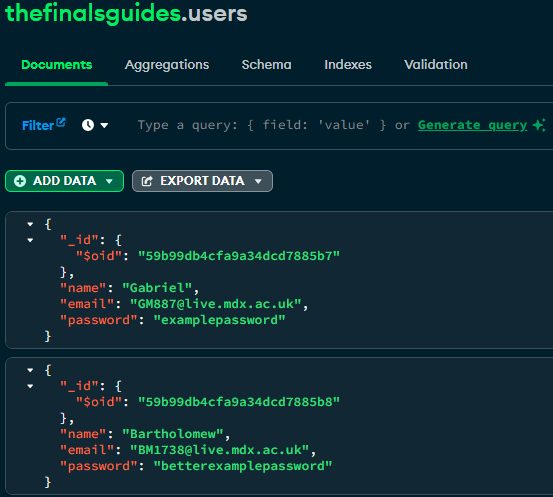 thefinalsguides.users
Documents Aggregations Schema Indexes Validation
Filter Type a query: { field: 'value' } or Generate query
ADD DATA EXPORT DATA
{
"_id": {
"$oid": "59b99db4cfa9a34dcd7885b7"
},
"name": "Gabriel",
"email": "GM887@live.mdx.ac.uk",
"password": "examplepassword"
}
{
"_id": {
"$oid": "59b99db4cfa9a34dcd7885b8"
},
"name": "Bartholomew",
"email": "BM1738@live.mdx.ac.uk",
"password": "betterexamplepassword"
}